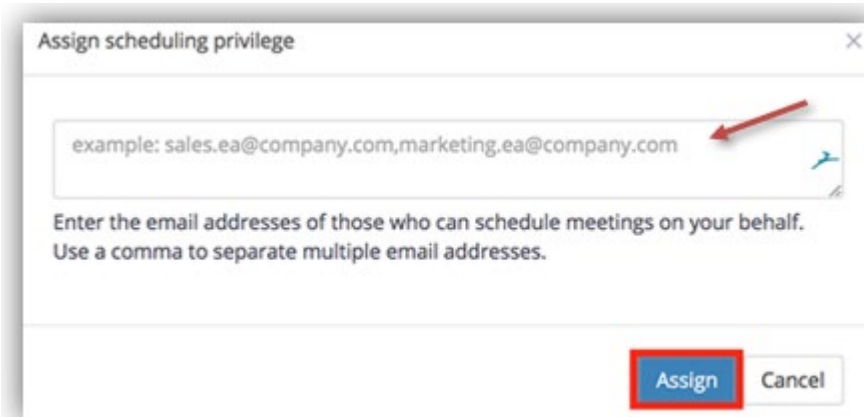 Assign scheduling privilege
example: sales.ea@company.com,marketing.ea@company.com
Enter the email addresses of those who can schedule meetings on your behalf.
Use a comma to separate multiple email addresses.
Assign
Cancel